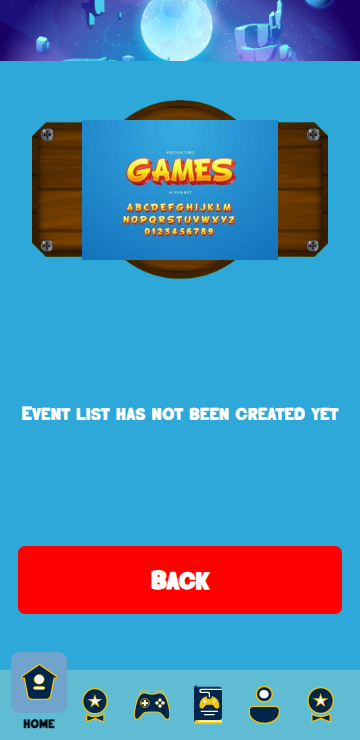 PRESENTING
GAMES
ALPHABET
ABCDEFGHIJKLM
NOPQRSTUVWXYZ
0123456789
Event list has not been created yet
Back
HOME